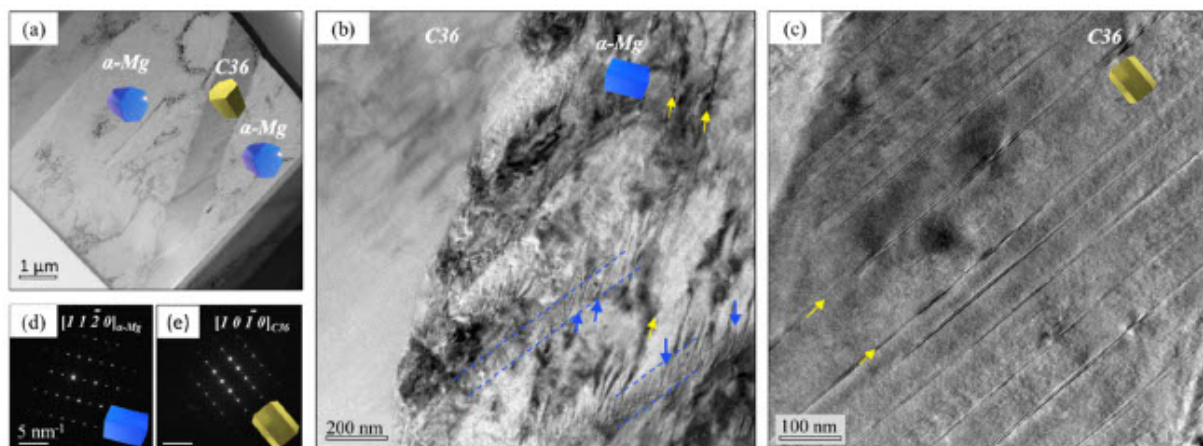 (a)
α-Mg
C36
α-Mg
1 μm
(b)
C36
α-Mg
200 nm
(c)
C36
100 nm
(d)
[1 1 2̄ 0]α-Mg
5 nm⁻¹
(e)
[1 0 1̄ 0]C36